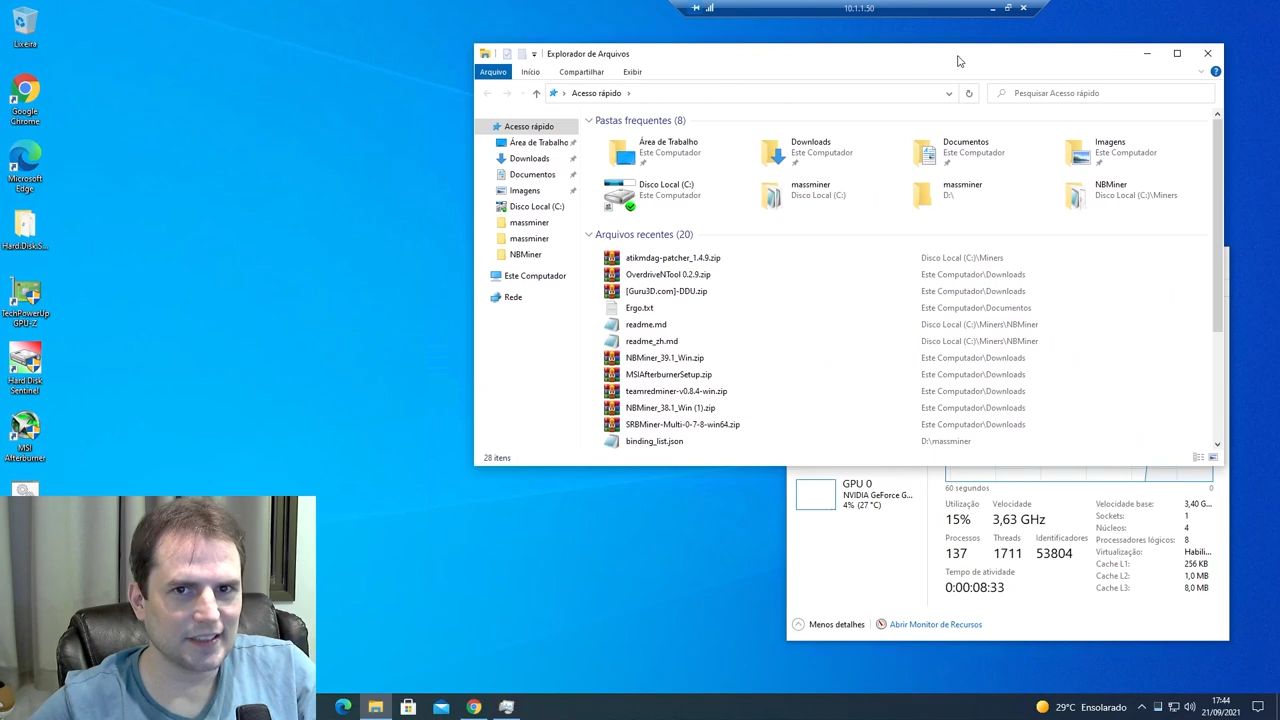 10.1.1.50
Lixeira
Google
Chrome
Microsoft
Edge
Hard.Disk.S...
TechPowerUp
GPU-Z
Hard Disk
Sentinel
MSI
Afterburner
Explorador de Arquivos
Arquivo
Início
Compartilhar
Exibir
Acesso rápido
Pesquisar Acesso rápido
Acesso rápido
Área de Trabalho
Downloads
Documentos
Imagens
Disco Local (C:)
massminer
massminer
NBMiner
Este Computador
Rede
Pastas frequentes (8)
Área de Trabalho
Este Computador
Downloads
Este Computador
Documentos
Este Computador
Imagens
Este Computador
Disco Local (C:)
Este Computador
massminer
Disco Local (C:)
massminer
D:\
NBMiner
Disco Local (C:)\Miners
Arquivos recentes (20)
atikmdag-patcher_1.4.9.zip Disco Local (C:)\Miners
OverdriveNTool 0.2.9.zip Este Computador\Downloads
[Guru3D.com]-DDU.zip Este Computador\Downloads
Ergo.txt Este Computador\Documentos
readme.md Disco Local (C:)\Miners\NBMiner
readme_zh.md Disco Local (C:)\Miners\NBMiner
NBMiner_39.1_Win.zip Este Computador\Downloads
MSIAfterburnerSetup.zip Este Computador\Downloads
teamredminer-v0.8.4-win.zip Este Computador\Downloads
NBMiner_38.1_Win (1).zip Este Computador\Downloads
SRBMiner-Multi-0-7-8-win64.zip Este Computador\Downloads
binding_list.json D:\massminer
28 itens
GPU 0
NVIDIA GeForce G...
4% (27 °C)
60 segundos 0
Utilização Velocidade
15% 3,63 GHz
Processos Threads Identificadores
137 1711 53804
Tempo de atividade
0:00:08:33
Velocidade base: 3,40 G...
Sockets: 1
Núcleos: 4
Processadores lógicos: 8
Virtualização: Habili...
Cache L1: 256 KB
Cache L2: 1,0 MB
Cache L3: 8,0 MB
Menos detalhes
Abrir Monitor de Recursos
29°C Ensolarado
17:44
21/09/2021